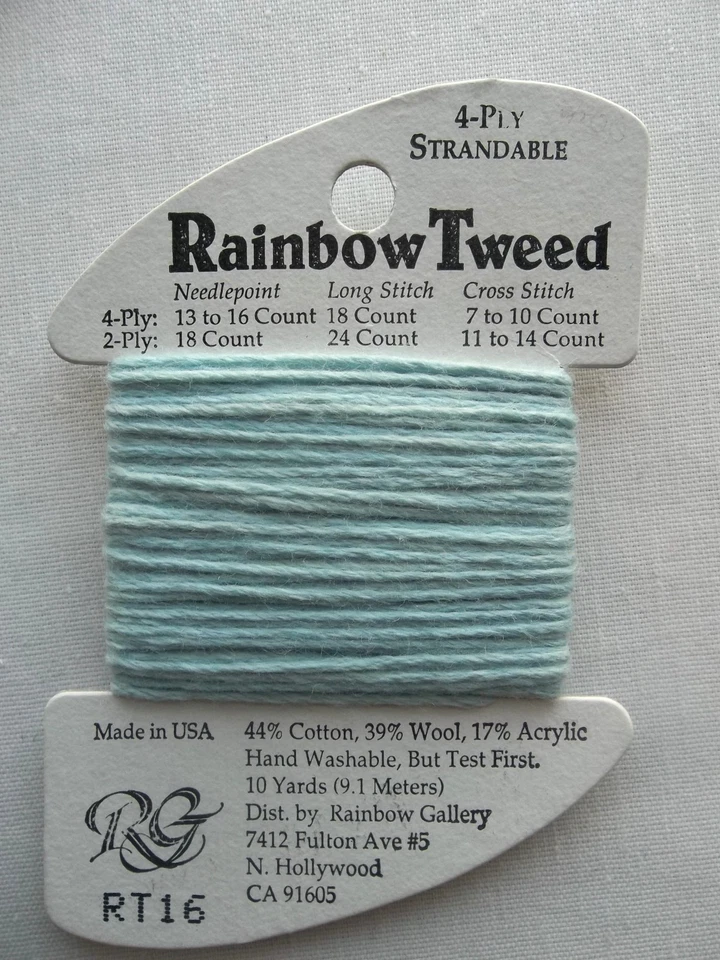 4-Ply
Strandable
Rainbow Tweed
Needlepoint Long Stitch Cross Stitch
4-Ply: 13 to 16 Count 18 Count 7 to 10 Count
2-Ply: 18 Count 24 Count 11 to 14 Count
Made in USA 44% Cotton, 39% Wool, 17% Acrylic
Hand Washable, But Test First.
10 Yards (9.1 Meters)
Dist. by Rainbow Gallery
7412 Fulton Ave #5
N. Hollywood
CA 91605
RG
RT16